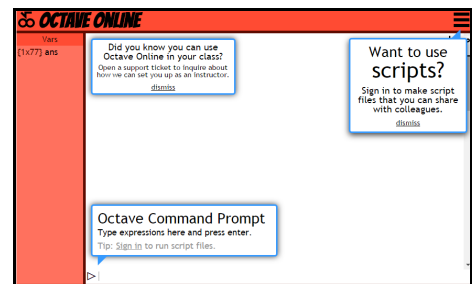 OCTAVE ONLINE
Vars
{1x77} ans
Did you know you can use
Octave Online in your class?
Open a support ticket to inquire about
how we can set you up as an instructor.
dismiss
Want to use
scripts?
Sign in to make script
files that you can share
with colleagues.
dismiss
Octave Command Prompt
Type expressions here and press enter.
Tip: Sign in to run script files.